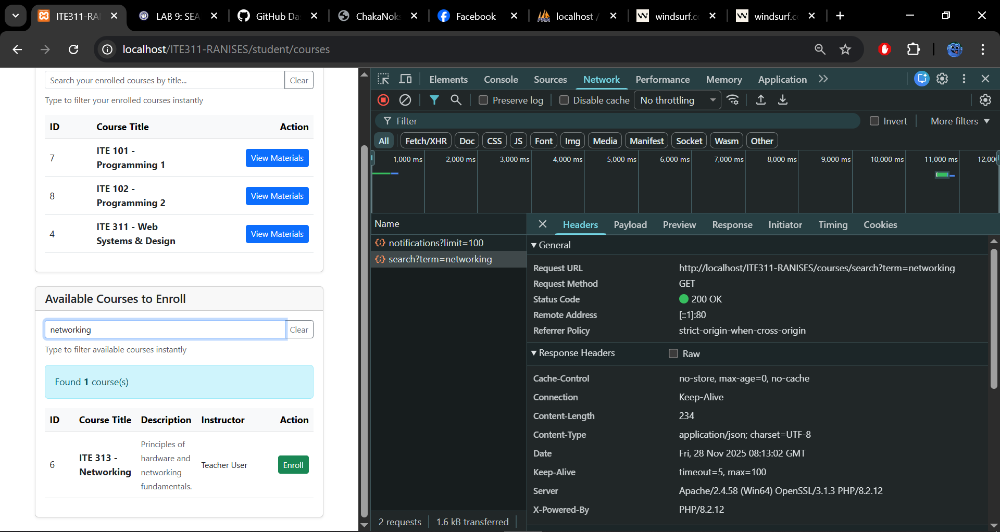 ITE311-RA
LAB 9: SEA
GitHub Da
ChakaNoks
Facebook
localhost /
windsurf.c
windsurf.c
localhost/ITE311-RANISES/student/courses
Search your enrolled courses by title...
Clear
Type to filter your enrolled courses instantly
ID Course Title Action
7 ITE 101 - Programming 1 View Materials
8 ITE 102 - Programming 2 View Materials
4 ITE 311 - Web Systems & Design View Materials
Available Courses to Enroll
networking
Clear
Type to filter available courses instantly
Found 1 course(s)
ID Course Title Description Instructor Action
6 ITE 313 - Networking Principles of hardware and networking fundamentals. Teacher User Enroll
Elements Console Sources Network Performance Memory Application
Preserve log Disable cache No throttling
Filter Invert More filters
All Fetch/XHR Doc CSS JS Font Img Media Manifest Socket Wasm Other
1,000 ms 2,000 ms 3,000 ms 4,000 ms 5,000 ms 6,000 ms 7,000 ms 8,000 ms 9,000 ms 10,000 ms 11,000 ms 12,00
Name
notifications?limit=100
search?term=networking
2 requests 1.6 kB transferred
Headers Payload Preview Response Initiator Timing Cookies
General
Request URL http://localhost/ITE311-RANISES/courses/search?term=networking
Request Method GET
Status Code 200 OK
Remote Address [::1]:80
Referrer Policy strict-origin-when-cross-origin
Response Headers Raw
Cache-Control no-store, max-age=0, no-cache
Connection Keep-Alive
Content-Length 234
Content-Type application/json; charset=UTF-8
Date Fri, 28 Nov 2025 08:13:02 GMT
Keep-Alive timeout=5, max=100
Server Apache/2.4.58 (Win64) OpenSSL/3.1.3 PHP/8.2.12
X-Powered-By PHP/8.2.12